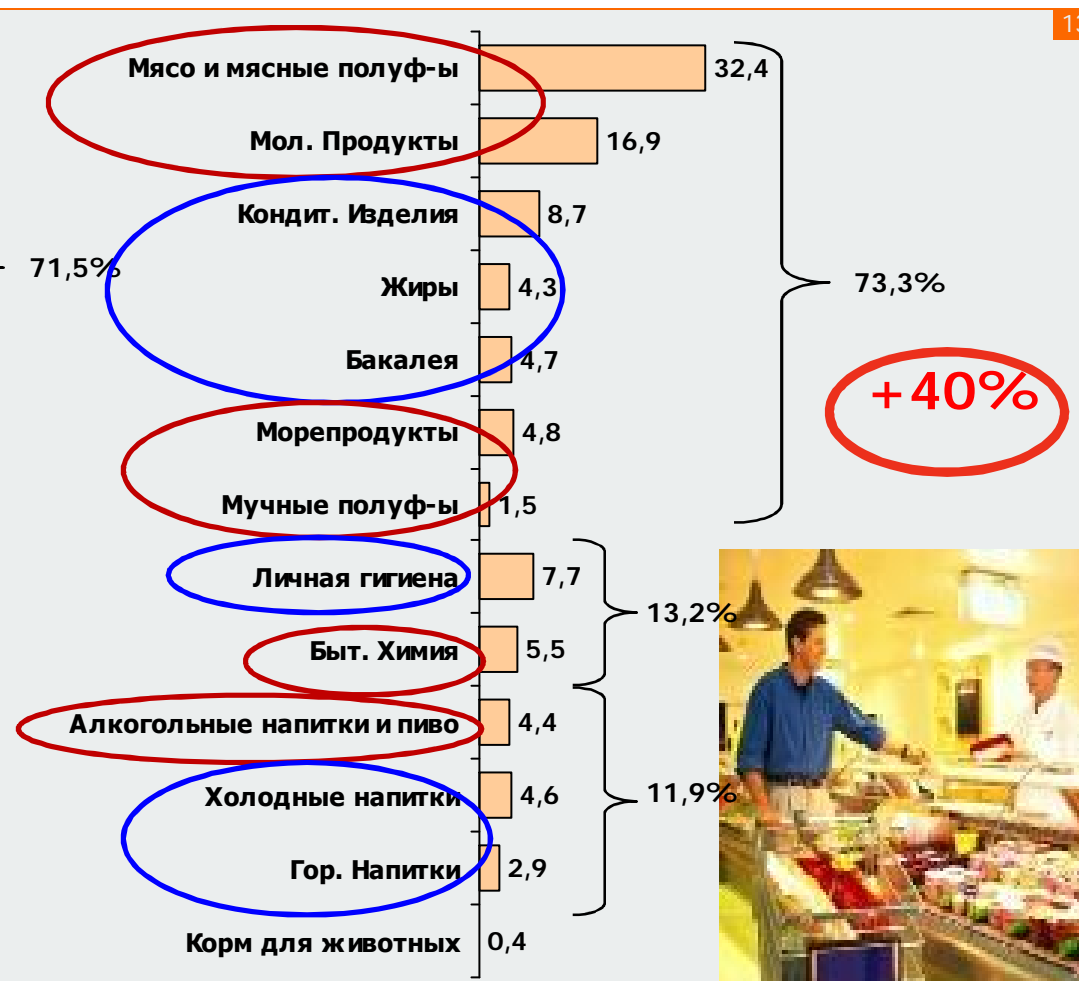 13
Мясо и мясные полуф-ы 32,4
Мол. Продукты 16,9
Кондит. Изделия 8,7
71,5%
Жиры 4,3
73,3%
Бакалея 4,7
+40%
Морепродукты 4,8
Мучные полуф-ы 1,5
Личная гигиена 7,7
13,2%
Быт. Химия 5,5
Алкогольные напитки и пиво 4,4
Холодные напитки 4,6
11,9%
Гор. Напитки 2,9
Корм для животных 0,4